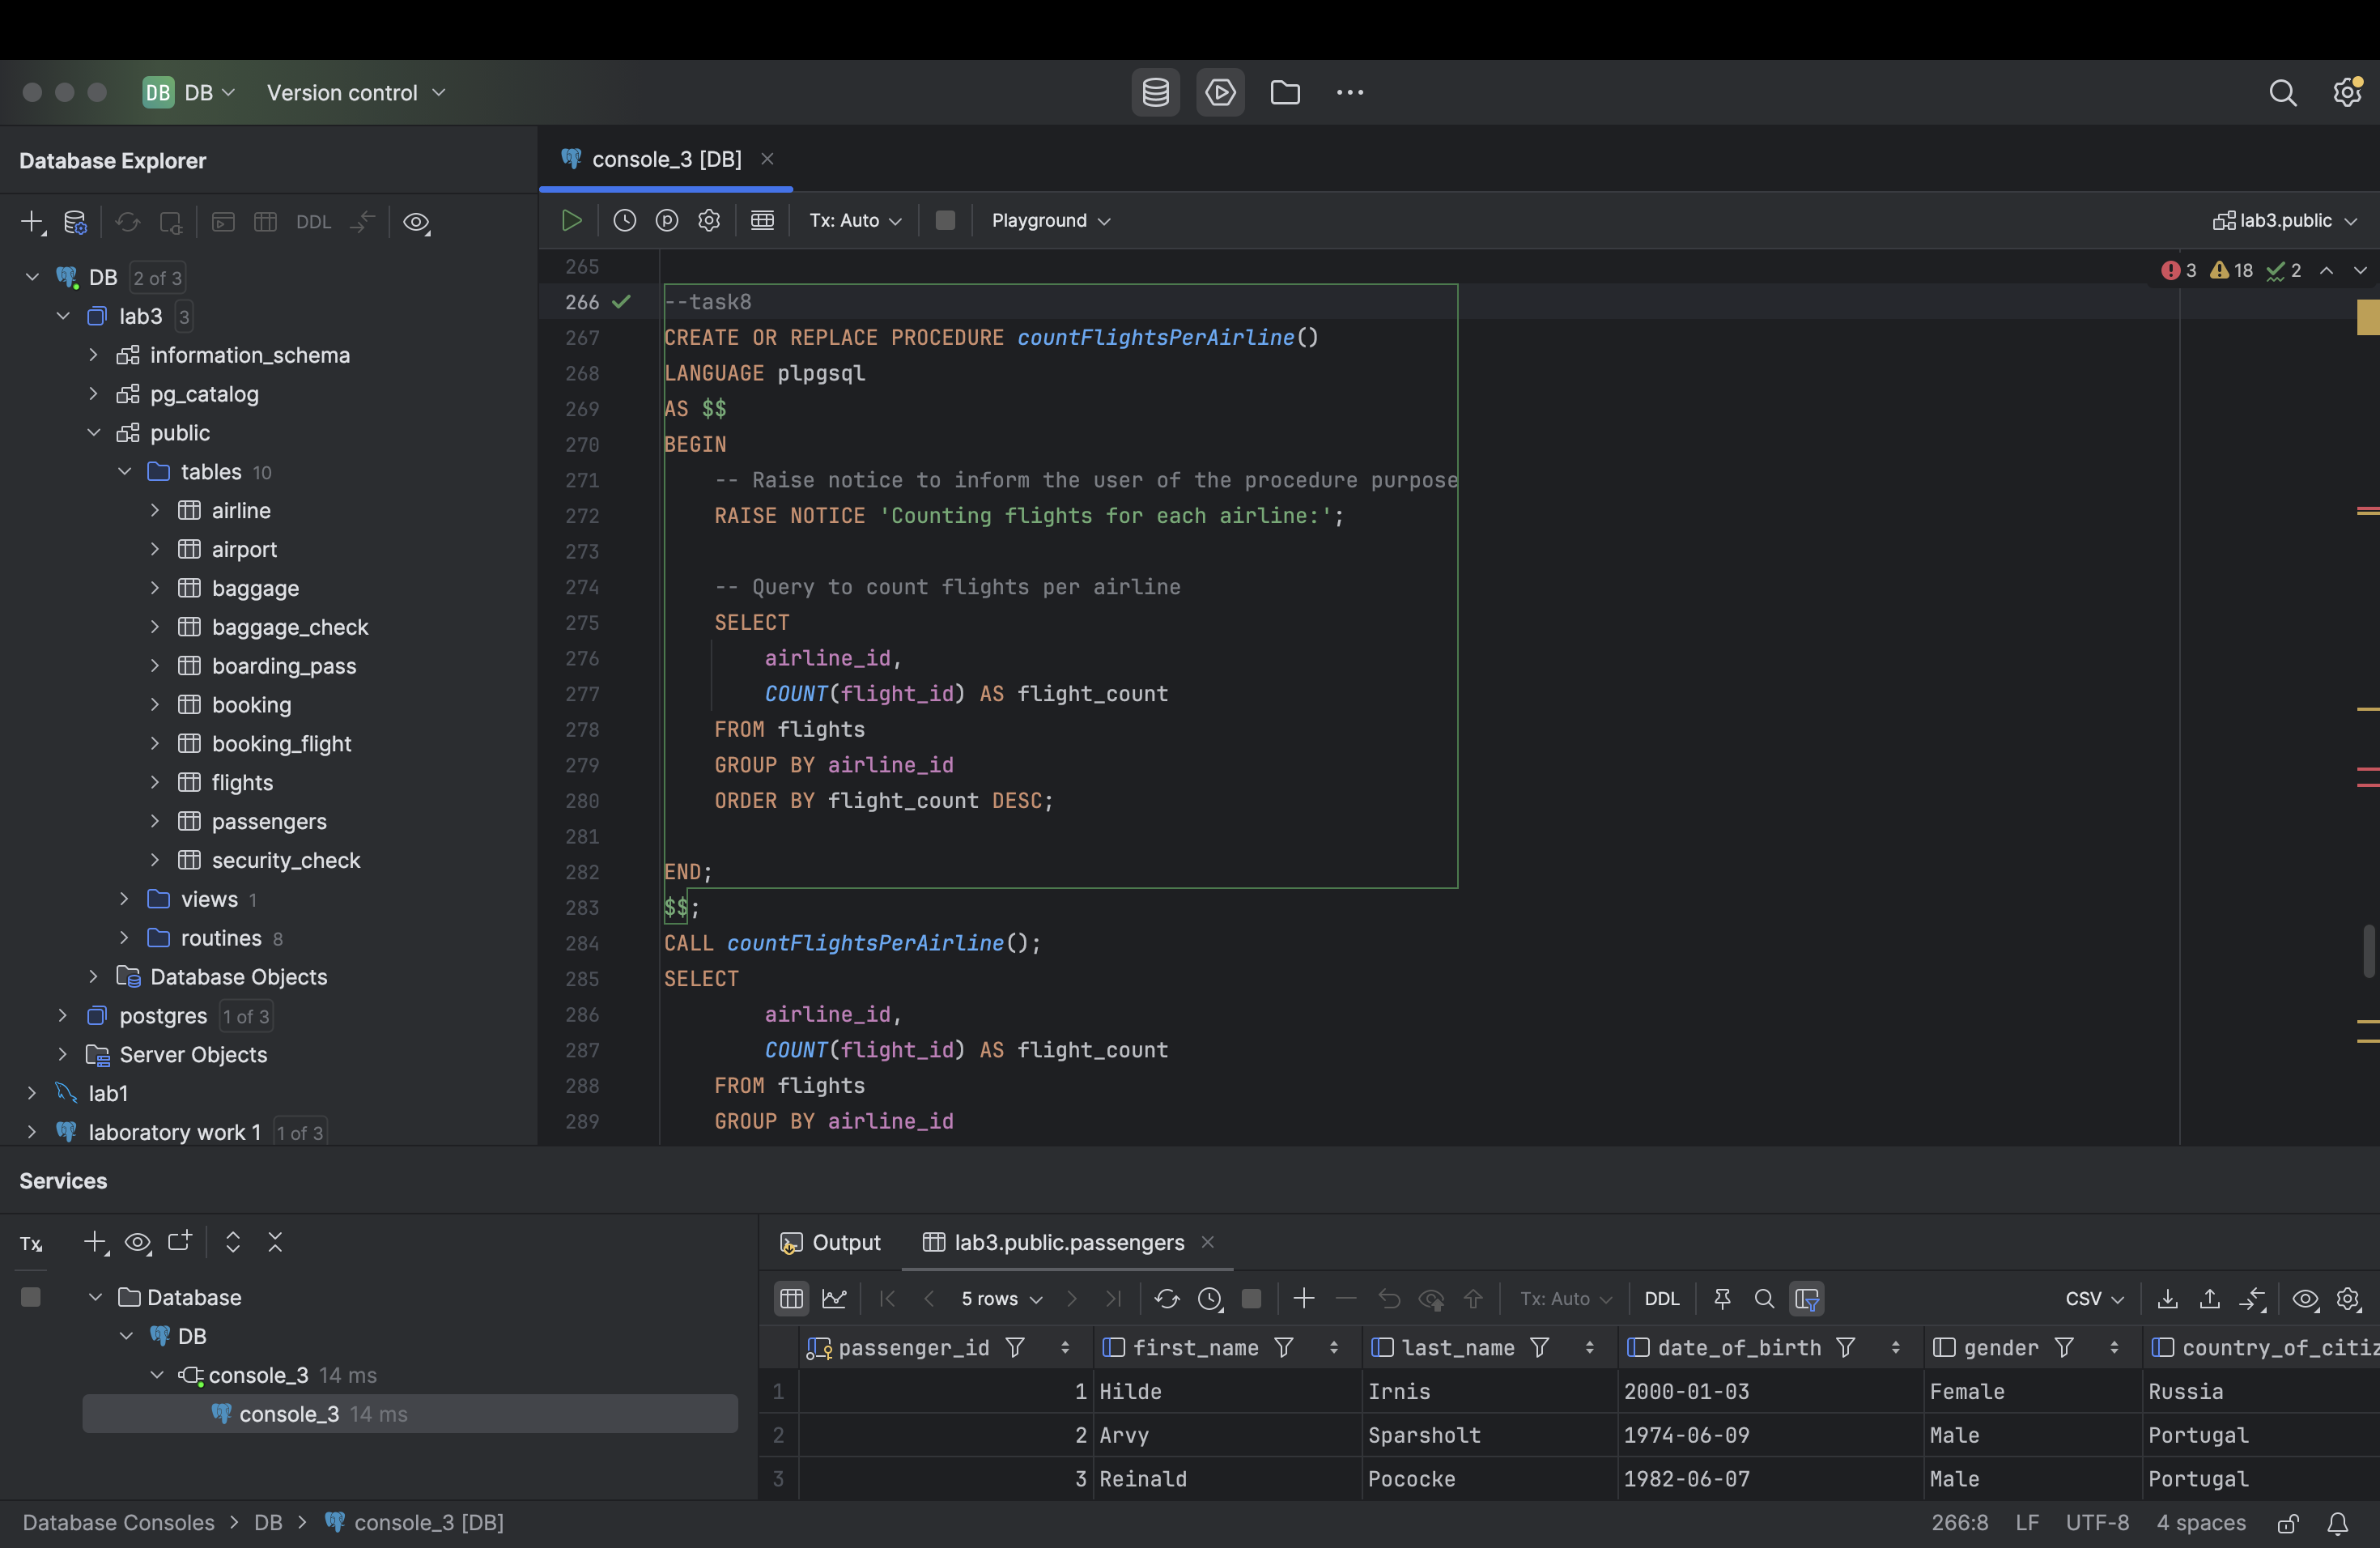 DB DB Version control
Database Explorer
console_3 [DB]
DDL
Tx: Auto Playground lab3.public
DB 2 of 3
lab3 3
information_schema
pg_catalog
public
tables 10
airline
airport
baggage
baggage_check
boarding_pass
booking
booking_flight
flights
passengers
security_check
views 1
routines 8
Database Objects
postgres 1 of 3
Server Objects
lab1
laboratory work 1 1 of 3
3 18 2
265
266 --task8
267 CREATE OR REPLACE PROCEDURE countFlightsPerAirline()
268 LANGUAGE plpgsql
269 AS $$
270 BEGIN
271 -- Raise notice to inform the user of the procedure purpose
272 RAISE NOTICE 'Counting flights for each airline:';
273
274 -- Query to count flights per airline
275 SELECT
276 airline_id,
277 COUNT(flight_id) AS flight_count
278 FROM flights
279 GROUP BY airline_id
280 ORDER BY flight_count DESC;
281
282 END;
283 $$;
284 CALL countFlightsPerAirline();
285 SELECT
286 airline_id,
287 COUNT(flight_id) AS flight_count
288 FROM flights
289 GROUP BY airline_id
Services
Tx
Database
DB
console_3 14 ms
console_3 14 ms
Output lab3.public.passengers
5 rows Tx: Auto DDL CSV
passenger_id first_name last_name date_of_birth gender country_of_citiz
1 1 Hilde Irnis 2000-01-03 Female Russia
2 2 Arvy Sparsholt 1974-06-09 Male Portugal
3 3 Reinald Pococke 1982-06-07 Male Portugal
Database Consoles > DB > console_3 [DB] 266:8 LF UTF-8 4 spaces